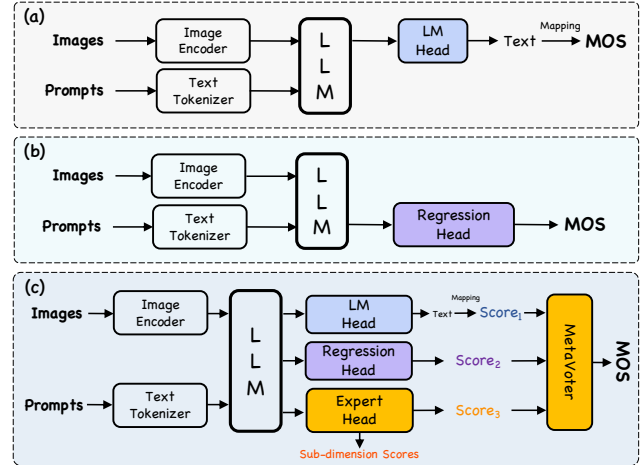 (a)
Images
Image
Encoder
Prompts
Text
Tokenizer
L
L
M
LM
Head
Text
Mapping
MOS
(b)
Images
Image
Encoder
Prompts
Text
Tokenizer
L
L
M
Regression
Head
MOS
(c)
Images
Image
Encoder
Prompts
Text
Tokenizer
L
L
M
LM
Head
Text
Mapping
Score1
Regression
Head
Score2
Expert
Head
Score3
Sub-dimension Scores
MetaVoter
MOS